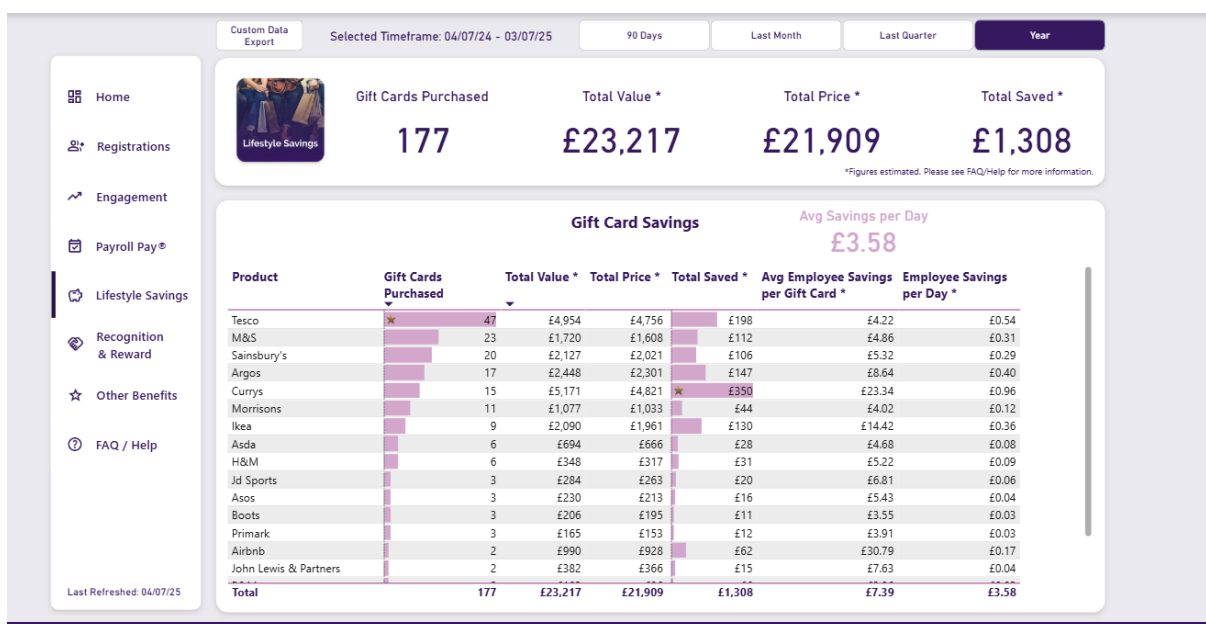 Custom Data
Export
Selected Timeframe: 04/07/24 - 03/07/25
90 Days
Last Month
Last Quarter
Year
Home
Registrations
Engagement
Payroll Pay®
Lifestyle Savings
Recognition
& Reward
Other Benefits
FAQ / Help
Last Refreshed: 04/07/25
Lifestyle Savings
Gift Cards Purchased
177
Total Value *
£23,217
Total Price *
£21,909
Total Saved *
£1,308
*Figures estimated. Please see FAQ/Help for more information.
Gift Card Savings
Avg Savings per Day
£3.58
Product Gift Cards Purchased Total Value * Total Price * Total Saved * Avg Employee Savings per Gift Card * Employee Savings per Day *
Tesco 47 £4,954 £4,756 £198 £4.22 £0.54
M&S 23 £1,720 £1,608 £112 £4.86 £0.31
Sainsbury's 20 £2,127 £2,021 £106 £5.32 £0.29
Argos 17 £2,448 £2,301 £147 £8.64 £0.40
Currys 15 £5,171 £4,821 £350 £23.34 £0.96
Morrisons 11 £1,077 £1,033 £44 £4.02 £0.12
Ikea 9 £2,090 £1,961 £130 £14.42 £0.36
Asda 6 £694 £666 £28 £4.68 £0.08
H&M 6 £348 £317 £31 £5.22 £0.09
Jd Sports 3 £284 £263 £20 £6.81 £0.06
Asos 3 £230 £213 £16 £5.43 £0.04
Boots 3 £206 £195 £11 £3.55 £0.03
Primark 3 £165 £153 £12 £3.91 £0.03
Airbnb 2 £990 £928 £62 £30.79 £0.17
John Lewis & Partners 2 £382 £366 £15 £7.63 £0.04
Total 177 £23,217 £21,909 £1,308 £7.39 £3.58